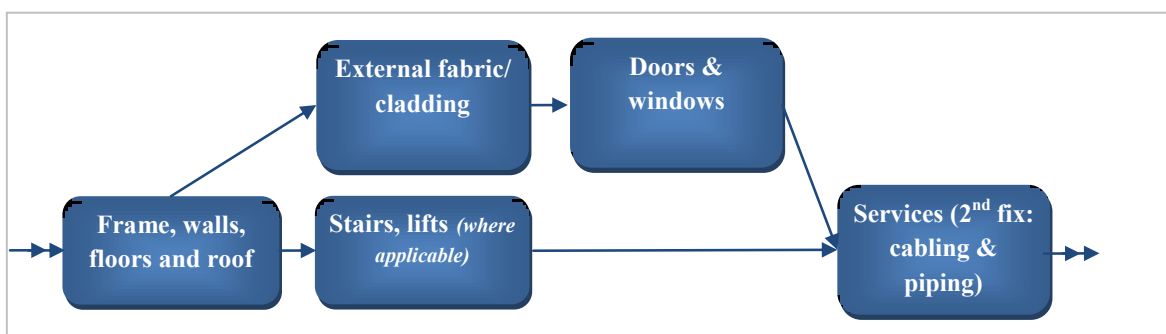 External fabric/
cladding
Doors &
windows
Frame, walls,
floors and roof
Stairs, lifts (where
applicable)
Services (2nd fix:
cabling &
piping)